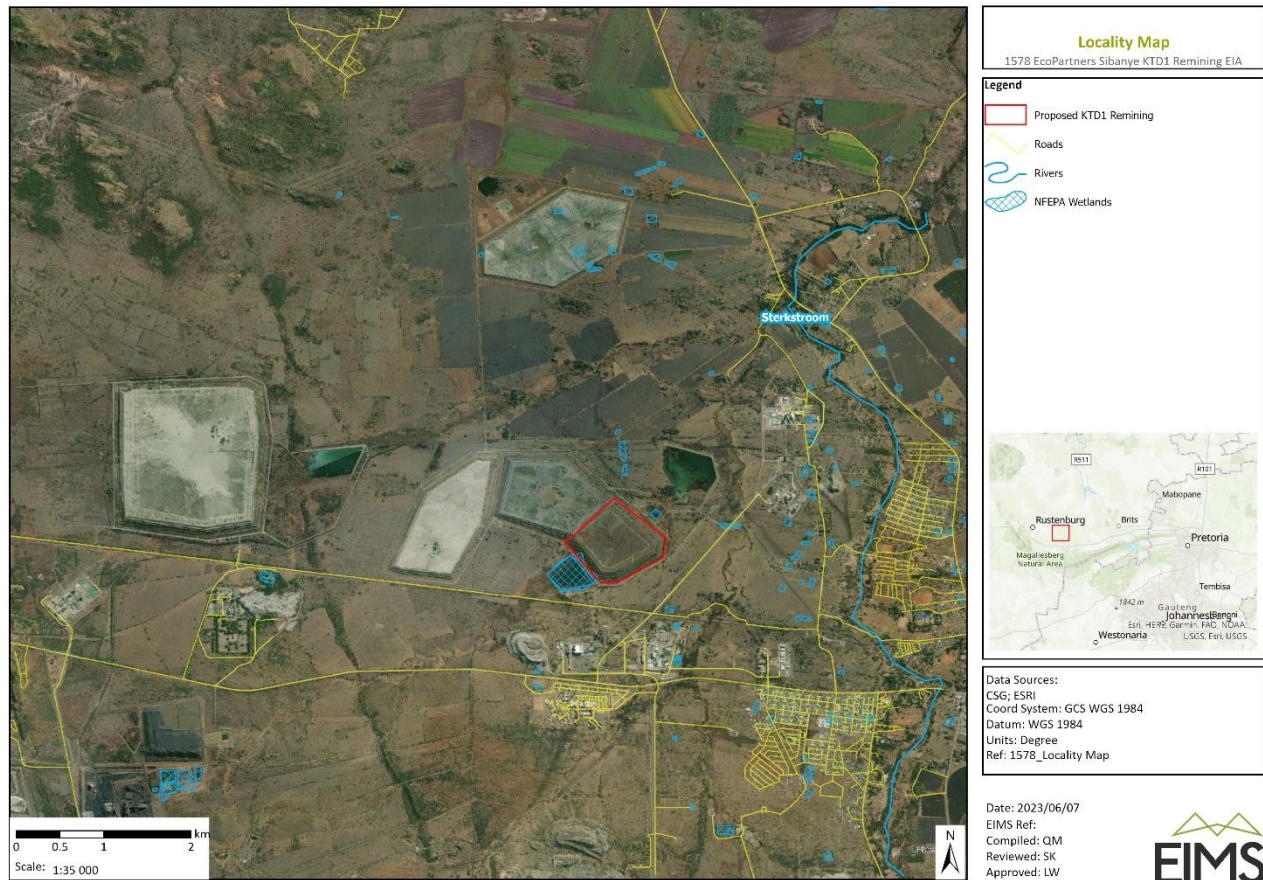 Locality Map
1578 EcoPartners Sibanye KTD1 Remining EIA
Legend
Proposed KTD1 Remining
Roads
Rivers
NFEPA Wetlands
Sterkstroom
R511
R101
Mabopane
Rustenburg
Brits
Pretoria
Magaliesberg
Natural Area
Tembisa
1842 m
Gauteng
Johannesburg
Esri, HERE, Garmin, FAO, NOAA,
USGS, Esri, USGS
Westonaria
Data Sources:
CSG; ESRI
Coord System: GCS WGS 1984
Datum: WGS 1984
Units: Degree
Ref: 1578_Locality Map
km
0 0.5 1 2
Scale: 1:35 000
N
Date: 2023/06/07
EIMS Ref:
Compiled: QM
Reviewed: SK
Approved: LW
EIMS